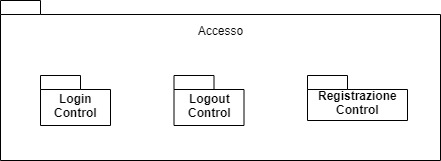 Accesso
Login
Control
Logout
Control
Registrazione
Control